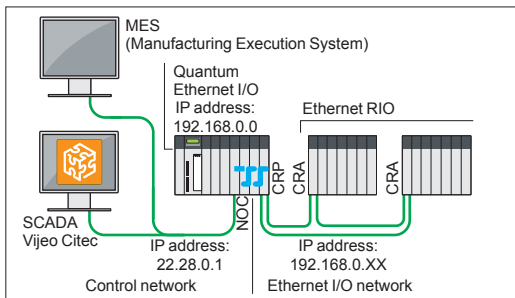 MES
(Manufacturing Execution System)
Quantum
Ethernet I/O
IP address:
192.168.0.0
Ethernet RIO
NOC
CRP
CRA
CRA
SCADA
Vijeo Citec
IP address:
22.28.0.1
IP address:
192.168.0.XX
Control network
Ethernet I/O network